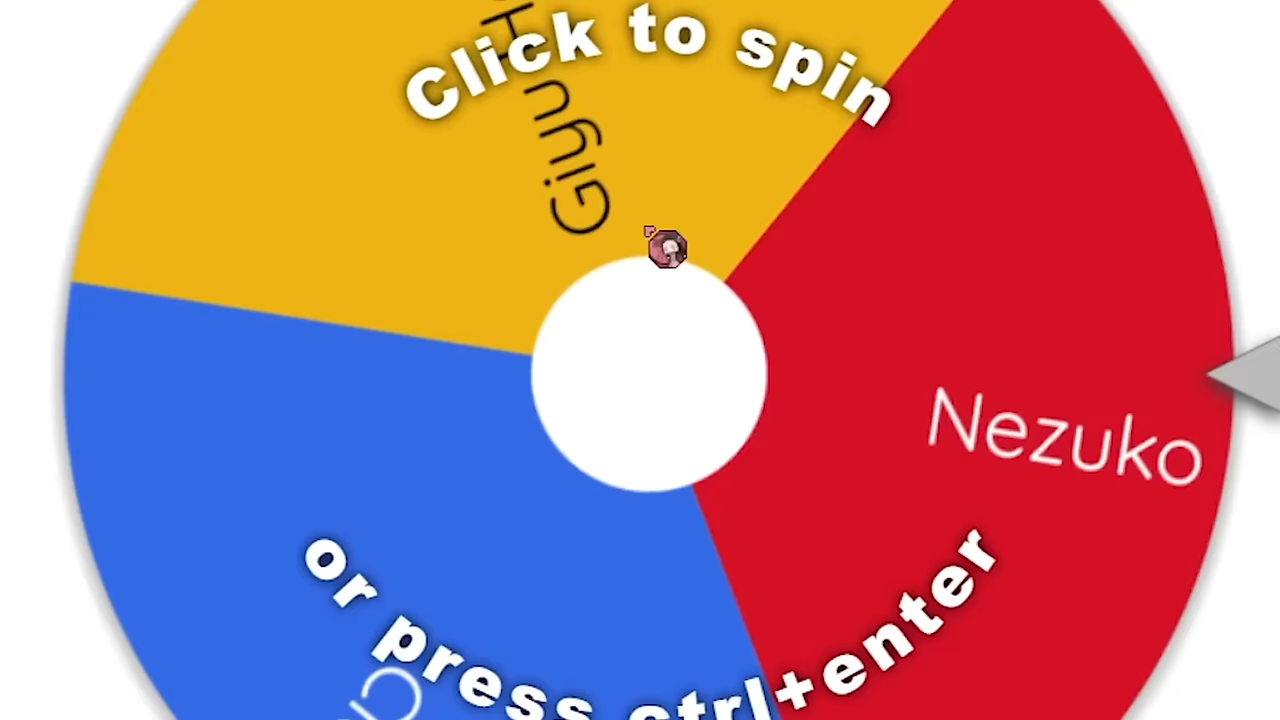 Click to spin
Giyu
Nezuko
or press ctrl+enter